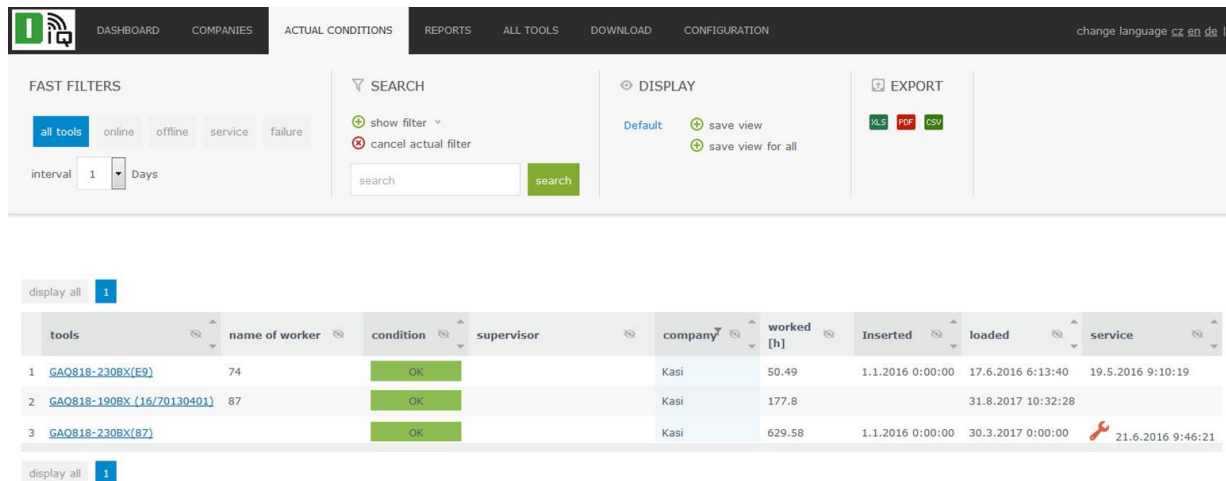 DiQ DASHBOARD COMPANIES ACTUAL CONDITIONS REPORTS ALL TOOLS DOWNLOAD CONFIGURATION change language cz en de |
FAST FILTERS SEARCH DISPLAY EXPORT
all tools online offline service failure
show filter
cancel actual filter
Default save view
save view for all
XLS PDF CSV
interval 1 Days
search search
display all 1
tools name of worker condition supervisor company worked [h] Inserted loaded service
1 GAQ818-230BX(E9) 74 OK Kasi 50.49 1.1.2016 0:00:00 17.6.2016 6:13:40 19.5.2016 9:10:19
2 GAQ818-190BX (16/70130401) 87 OK Kasi 177.8 31.8.2017 10:32:28
3 GAQ818-230BX(87) OK Kasi 629.58 1.1.2016 0:00:00 30.3.2017 0:00:00 21.6.2016 9:46:21
display all 1